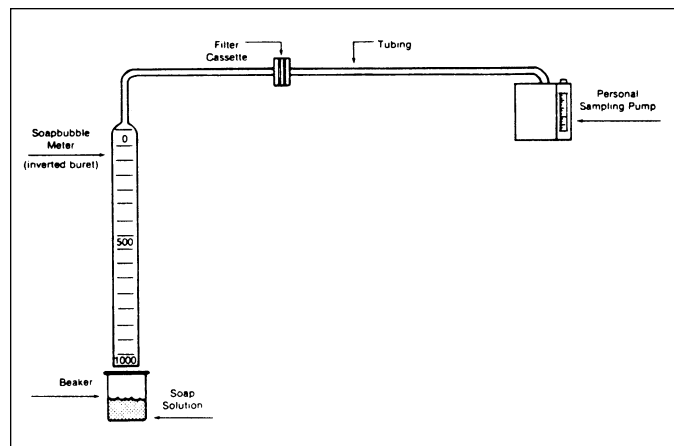 Filter
Cassette
Tubing
Personal
Sampling Pump
Soapbubble
Meter
(inverted buret)
0
500
1000
Beaker
Soap
Solution